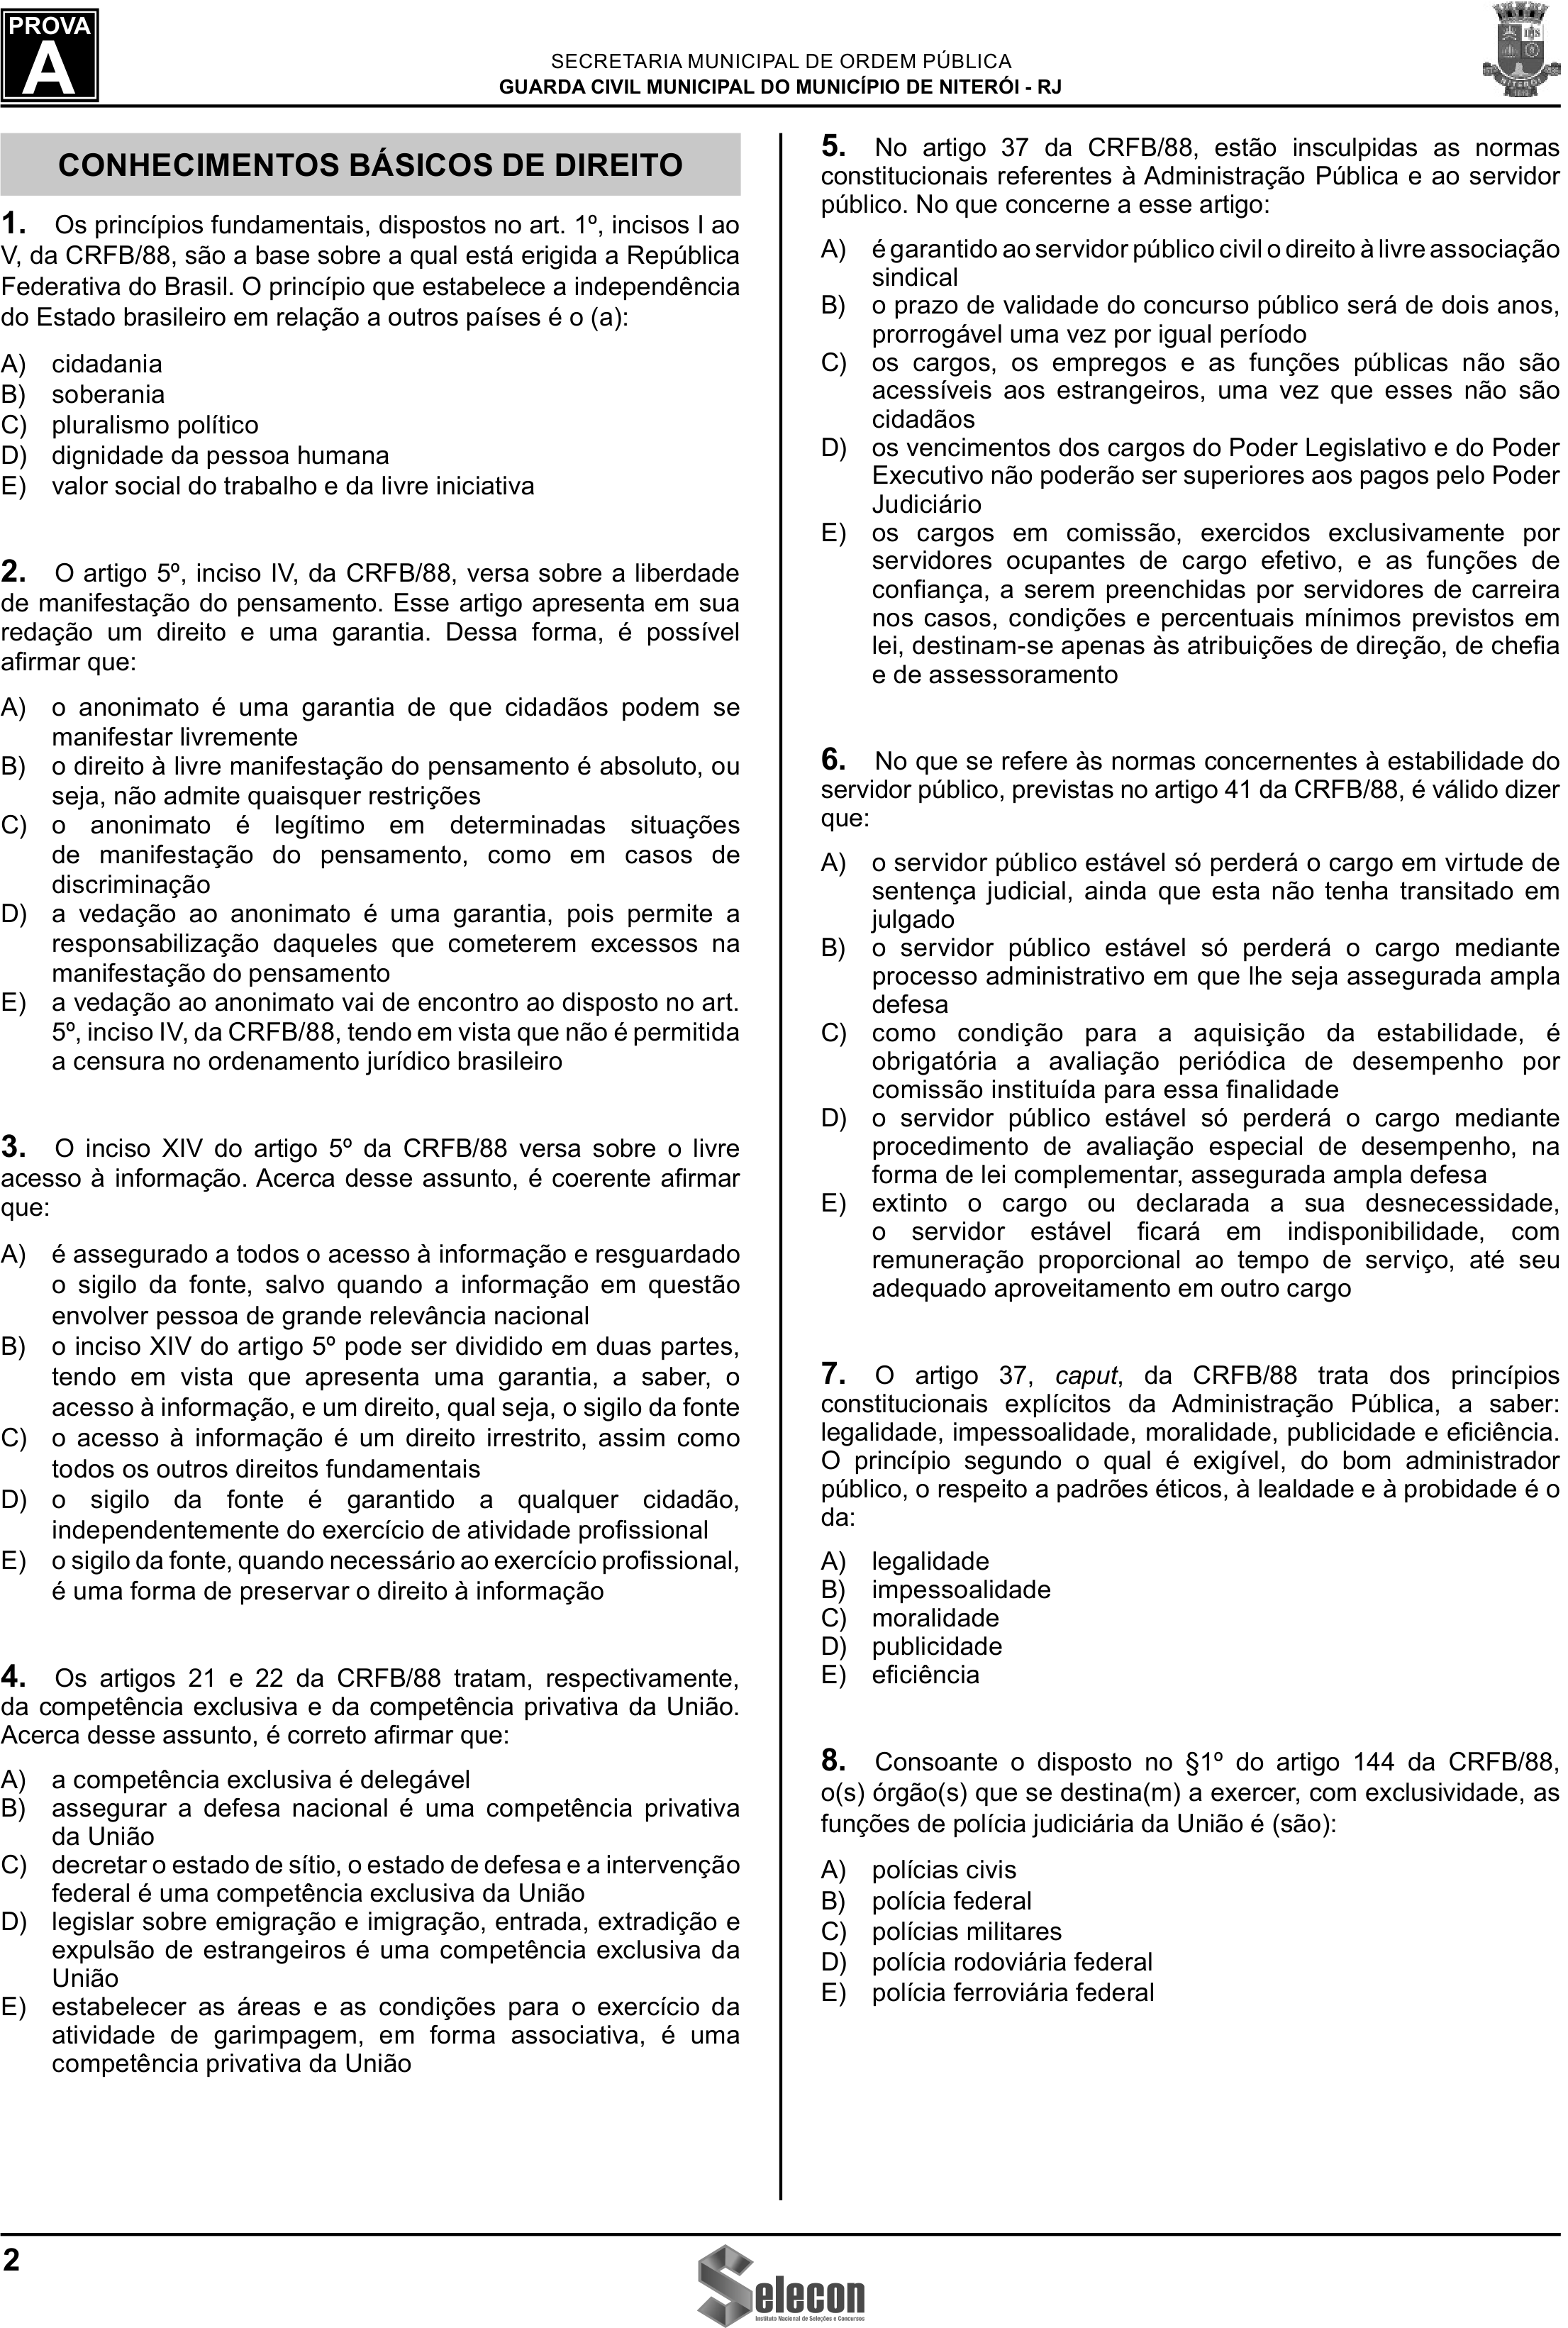 PROVA
A
SECRETARIA MUNICIPAL DE ORDEM PÚBLICA
GUARDA CIVIL MUNICIPAL DO MUNICÍPIO DE NITERÓI - RJ
NITERÓI
CONHECIMENTOS BÁSICOS DE DIREITO
1. Os princípios fundamentais, dispostos no art. 1º, incisos I ao
V, da CRFB/88, são a base sobre a qual está erigida a República
Federativa do Brasil. O princípio que estabelece a independência
do Estado brasileiro em relação a outros países é o (a):
A) cidadania
B) soberania
C) pluralismo político
D) dignidade da pessoa humana
E) valor social do trabalho e da livre iniciativa
2. O artigo 5º, inciso IV, da CRFB/88, versa sobre a liberdade
de manifestação do pensamento. Esse artigo apresenta em sua
redação um direito e uma garantia. Dessa forma, é possível
afirmar que:
A) o anonimato é uma garantia de que cidadãos podem se
manifestar livremente
B) o direito à livre manifestação do pensamento é absoluto, ou
seja, não admite quaisquer restrições
C) o anonimato é legítimo em determinadas situações
de manifestação do pensamento, como em casos de
discriminação
D) a vedação ao anonimato é uma garantia, pois permite a
responsabilização daqueles que cometerem excessos na
manifestação do pensamento
E) a vedação ao anonimato vai de encontro ao disposto no art.
5º, inciso IV, da CRFB/88, tendo em vista que não é permitida
a censura no ordenamento jurídico brasileiro
3. O inciso XIV do artigo 5º da CRFB/88 versa sobre o livre
acesso à informação. Acerca desse assunto, é coerente afirmar
que:
A) é assegurado a todos o acesso à informação e resguardado
o sigilo da fonte, salvo quando a informação em questão
envolver pessoa de grande relevância nacional
B) o inciso XIV do artigo 5º pode ser dividido em duas partes,
tendo em vista que apresenta uma garantia, a saber, o
acesso à informação, e um direito, qual seja, o sigilo da fonte
C) o acesso à informação é um direito irrestrito, assim como
todos os outros direitos fundamentais
D) o sigilo da fonte é garantido a qualquer cidadão,
independentemente do exercício de atividade profissional
E) o sigilo da fonte, quando necessário ao exercício profissional,
é uma forma de preservar o direito à informação
4. Os artigos 21 e 22 da CRFB/88 tratam, respectivamente,
da competência exclusiva e da competência privativa da União.
Acerca desse assunto, é correto afirmar que:
A) a competência exclusiva é delegável
B) assegurar a defesa nacional é uma competência privativa
da União
C) decretar o estado de sítio, o estado de defesa e a intervenção
federal é uma competência exclusiva da União
D) legislar sobre emigração e imigração, entrada, extradição e
expulsão de estrangeiros é uma competência exclusiva da
União
E) estabelecer as áreas e as condições para o exercício da
atividade de garimpagem, em forma associativa, é uma
competência privativa da União
5. No artigo 37 da CRFB/88, estão insculpidas as normas
constitucionais referentes à Administração Pública e ao servidor
público. No que concerne a esse artigo:
A) é garantido ao servidor público civil o direito à livre associação
sindical
B) o prazo de validade do concurso público será de dois anos,
prorrogável uma vez por igual período
C) os cargos, os empregos e as funções públicas não são
acessíveis aos estrangeiros, uma vez que esses não são
cidadãos
D) os vencimentos dos cargos do Poder Legislativo e do Poder
Executivo não poderão ser superiores aos pagos pelo Poder
Judiciário
E) os cargos em comissão, exercidos exclusivamente por
servidores ocupantes de cargo efetivo, e as funções de
confiança, a serem preenchidas por servidores de carreira
nos casos, condições e percentuais mínimos previstos em
lei, destinam-se apenas às atribuições de direção, de chefia
e de assessoramento
6. No que se refere às normas concernentes à estabilidade do
servidor público, previstas no artigo 41 da CRFB/88, é válido dizer
que:
A) o servidor público estável só perderá o cargo em virtude de
sentença judicial, ainda que esta não tenha transitado em
julgado
B) o servidor público estável só perderá o cargo mediante
processo administrativo em que lhe seja assegurada ampla
defesa
C) como condição para a aquisição da estabilidade, é
obrigatória a avaliação periódica de desempenho por
comissão instituída para essa finalidade
D) o servidor público estável só perderá o cargo mediante
procedimento de avaliação especial de desempenho, na
forma de lei complementar, assegurada ampla defesa
E) extinto o cargo ou declarada a sua desnecessidade,
o servidor estável ficará em indisponibilidade, com
remuneração proporcional ao tempo de serviço, até seu
adequado aproveitamento em outro cargo
7. O artigo 37, caput, da CRFB/88 trata dos princípios
constitucionais explícitos da Administração Pública, a saber:
legalidade, impessoalidade, moralidade, publicidade e eficiência.
O princípio segundo o qual é exigível, do bom administrador
público, o respeito a padrões éticos, à lealdade e à probidade é o
da:
A) legalidade
B) impessoalidade
C) moralidade
D) publicidade
E) eficiência
8. Consoante o disposto no §1º do artigo 144 da CRFB/88,
o(s) órgão(s) que se destina(m) a exercer, com exclusividade, as
funções de polícia judiciária da União é (são):
A) polícias civis
B) polícia federal
C) polícias militares
D) polícia rodoviária federal
E) polícia ferroviária federal
2
Selecon
Instituto Nacional de Seleções e Concursos